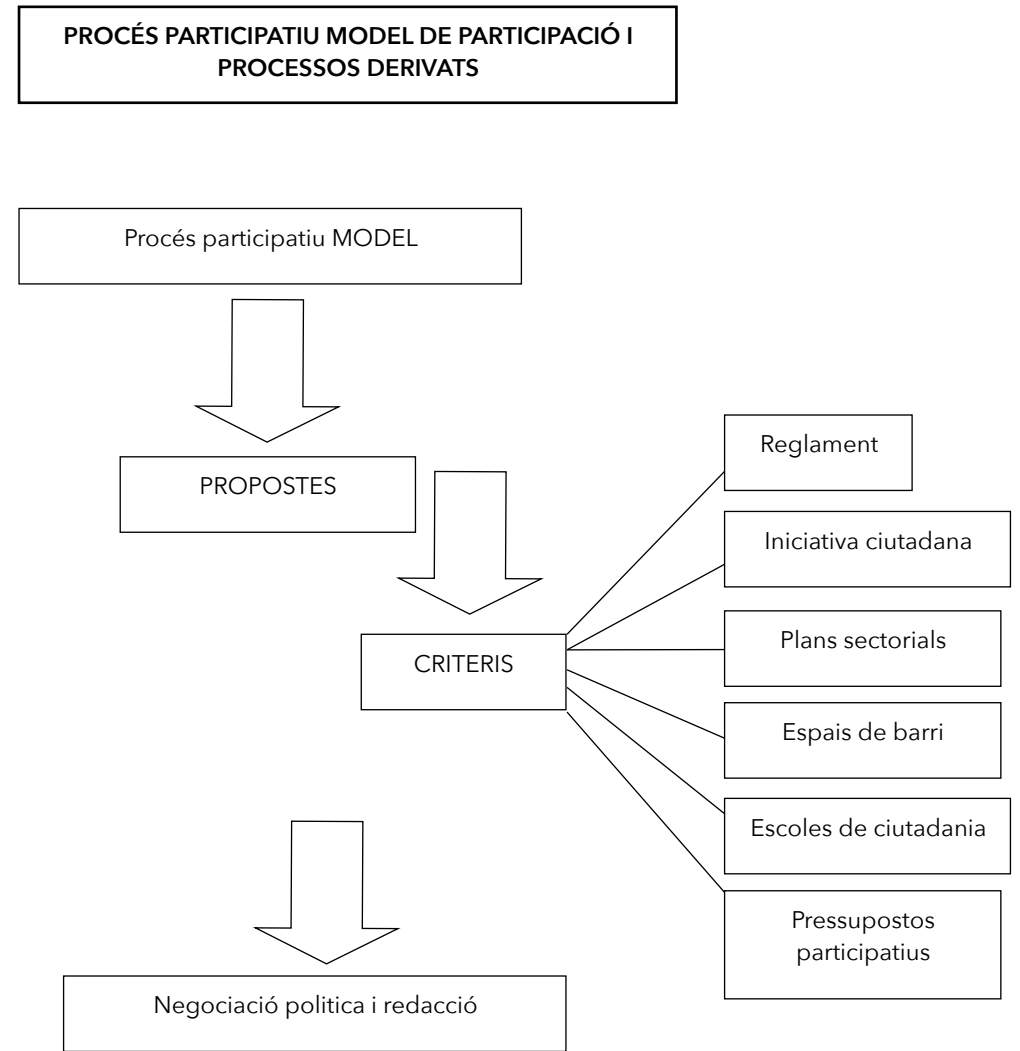 PROCÉS PARTICIPATIU MODEL DE PARTICIPACIÓ I
PROCESSOS DERIVATS
Procés participatiu MODEL
PROPOSTES
CRITERIS
Reglament
Iniciativa ciutadana
Plans sectorials
Espais de barri
Escoles de ciutadania
Pressupostos
participatius
Negociació politica i redacció